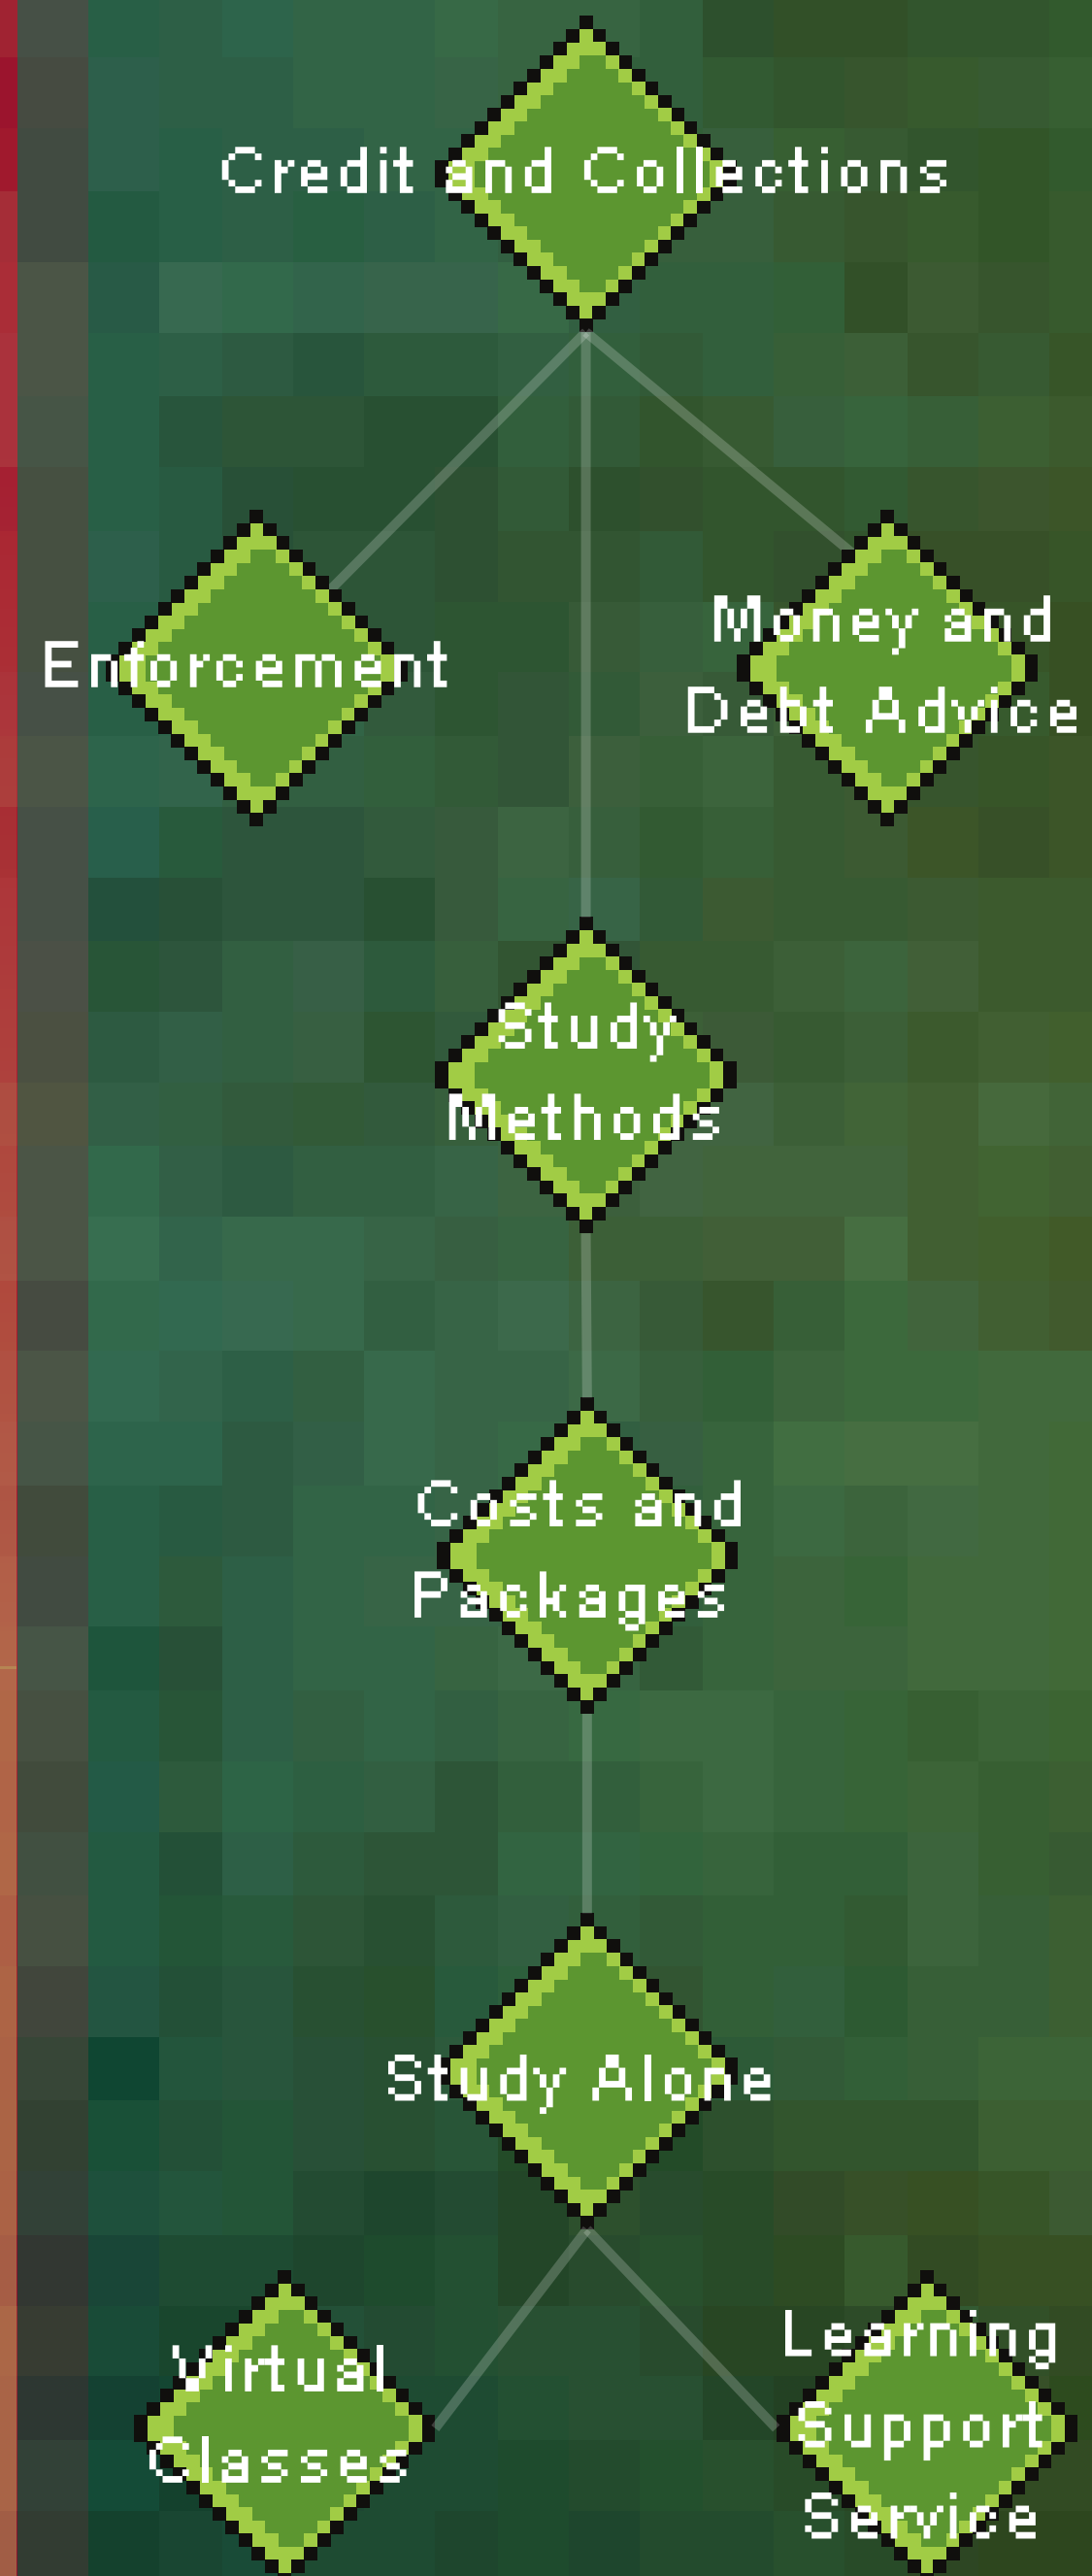 Credit and Collections
Enforcement
Money and
Debt Advice
Study
Methods
Costs and
Packages
Study Alone
Virtual
Classes
Learning
Support
Service